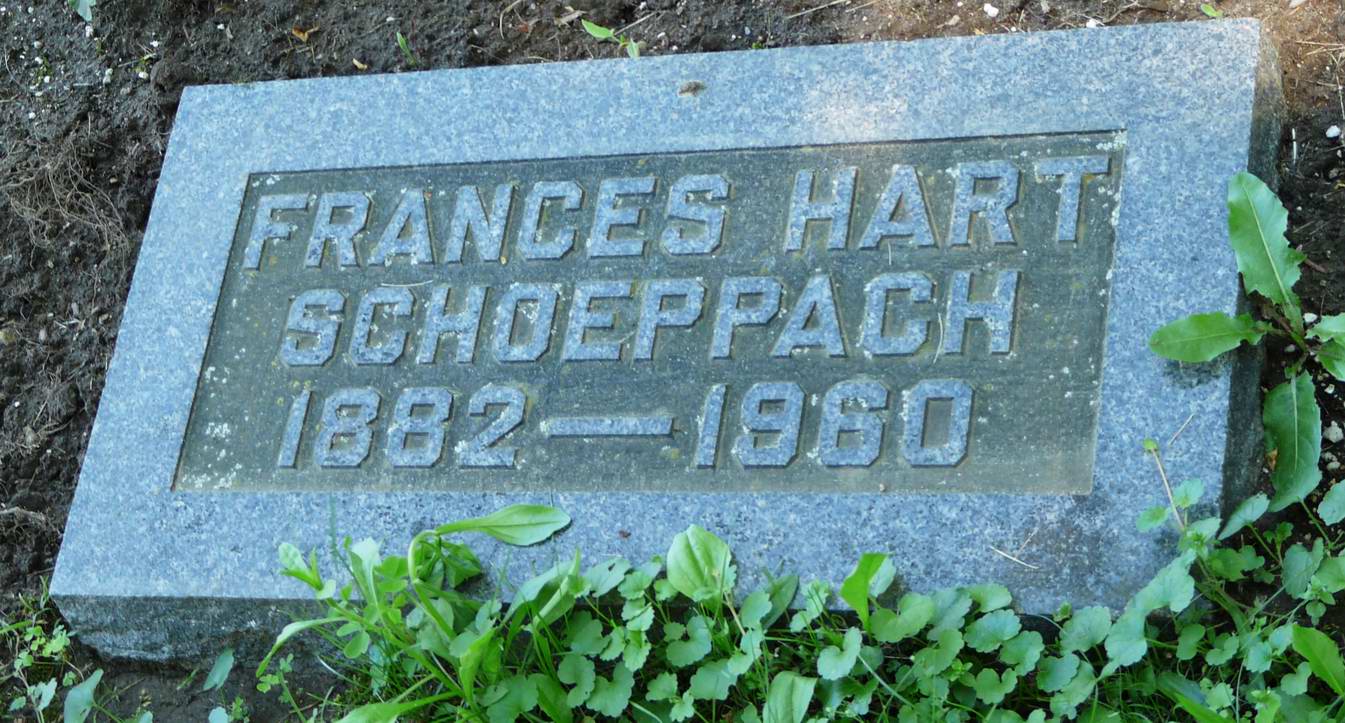 FRANCES HART
SCHOEPPACH
1882—1960